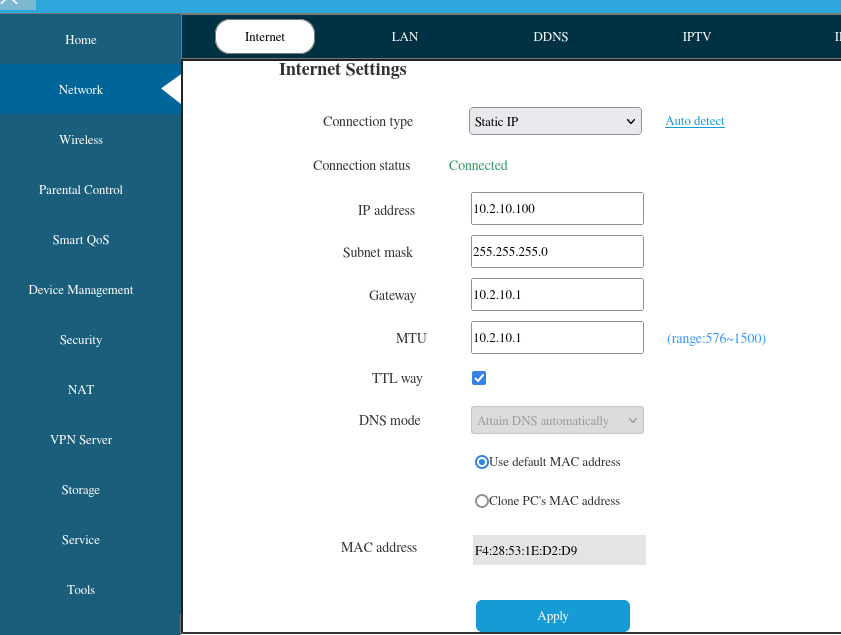 Home
Internet LAN DDNS IPTV
Internet Settings
Network
Connection type Static IP Auto detect
Wireless
Connection status Connected
Parental Control
IP address 10.2.10.100
Smart QoS
Subnet mask 255.255.255.0
Device Management
Gateway 10.2.10.1
Security
MTU 10.2.10.1 (range:576~1500)
TTL way
NAT
DNS mode Attain DNS automatically
VPN Server
Use default MAC address
Storage
Clone PC's MAC address
Service
MAC address F4:28:53:1E:D2:D9
Tools
Apply